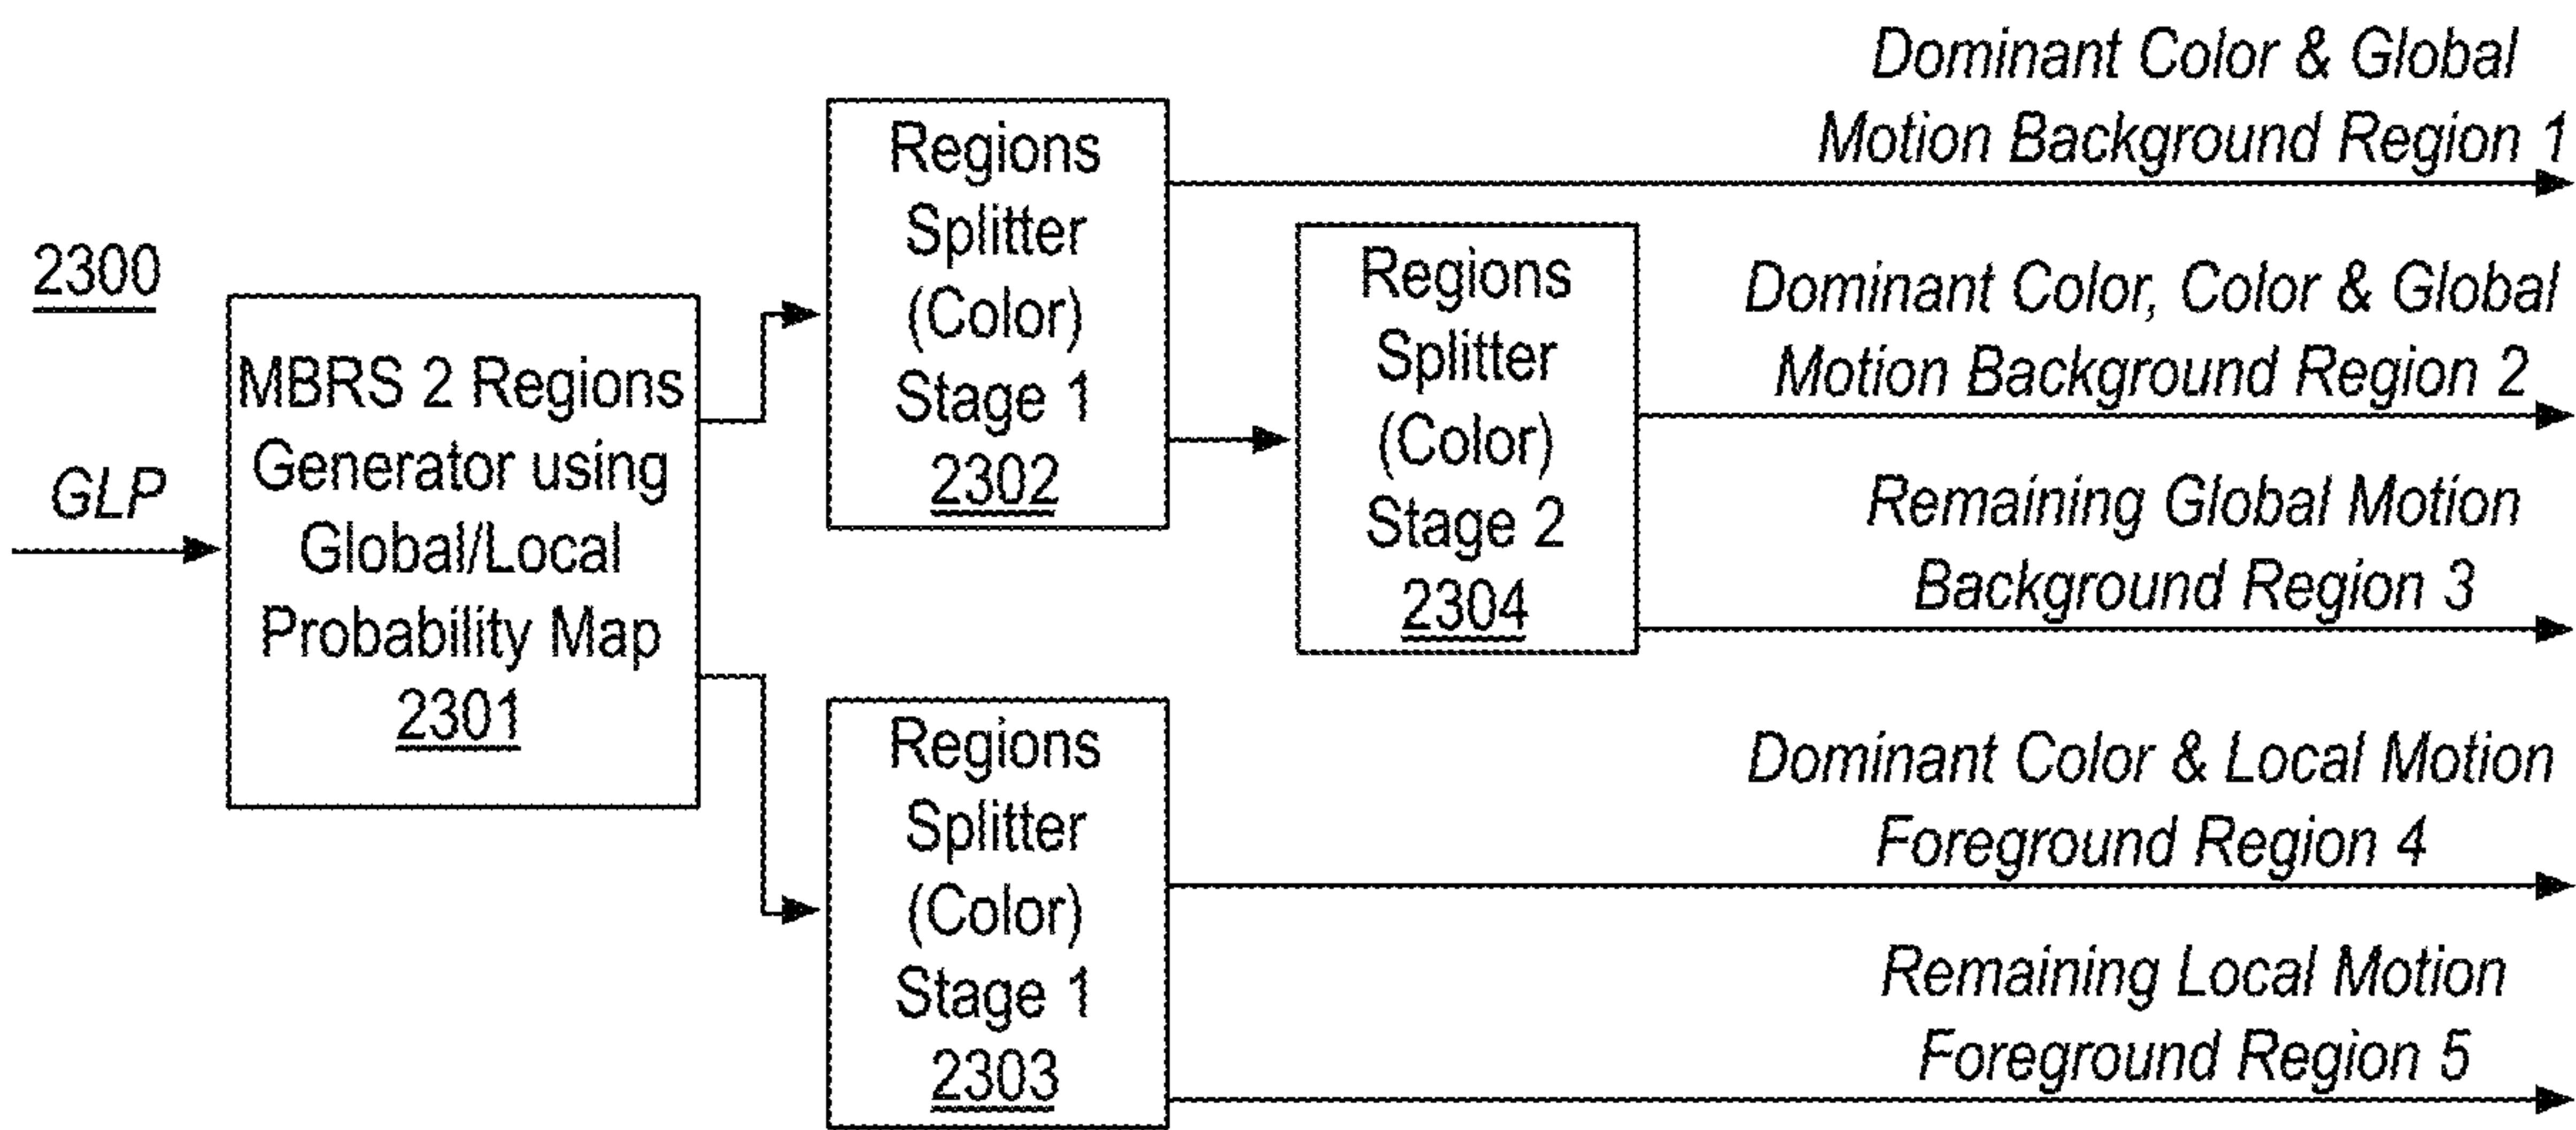 2300
GLP
MBRS 2 Regions
Generator using
Global/Local
Probability Map
2301
Regions
Splitter
(Color)
Stage 1
2302
Regions
Splitter
(Color)
Stage 2
2304
Regions
Splitter
(Color)
Stage 1
2303
Dominant Color & Global
Motion Background Region 1
Dominant Color, Color & Global
Motion Background Region 2
Remaining Global Motion
Background Region 3
Dominant Color & Local Motion
Foreground Region 4
Remaining Local Motion
Foreground Region 5